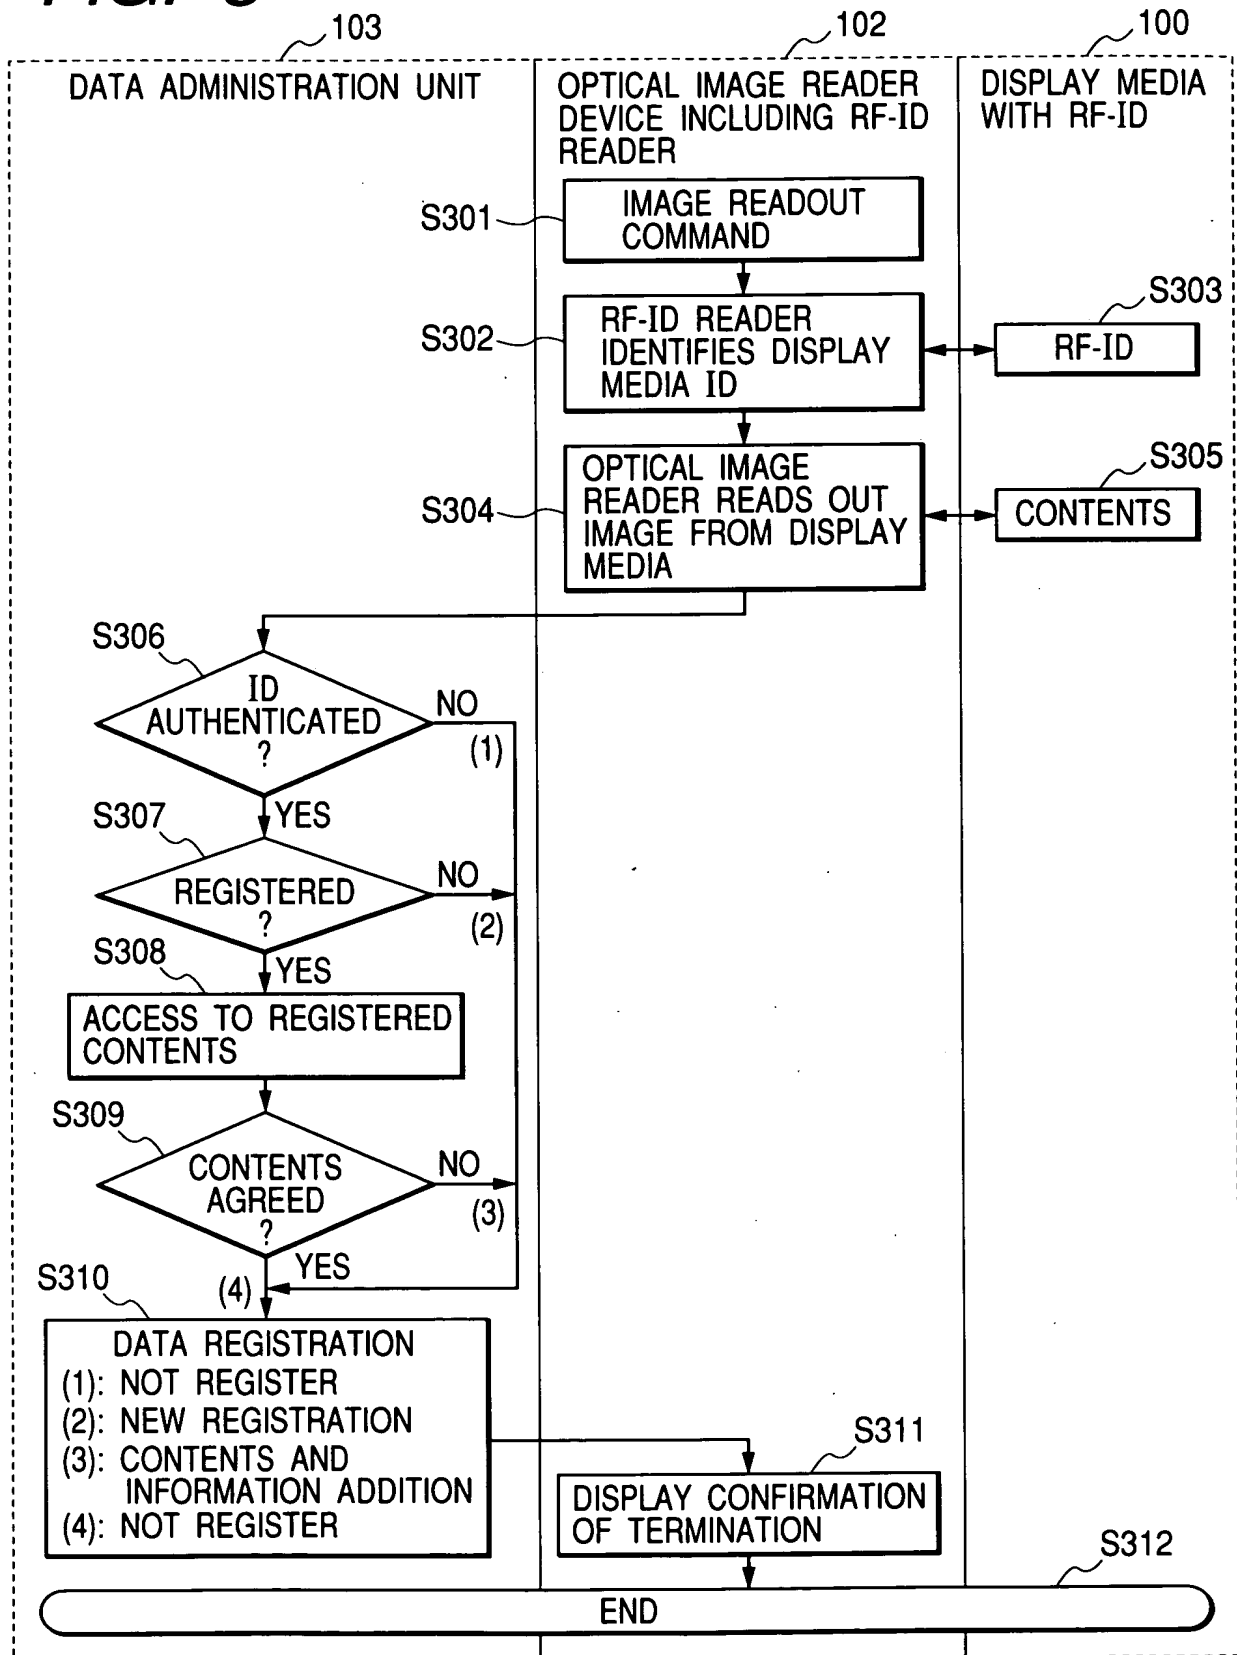 103
102
100
DATA ADMINISTRATION UNIT
OPTICAL IMAGE READER
DEVICE INCLUDING RF-ID
READER
DISPLAY MEDIA
WITH RF-ID
S301
IMAGE READOUT
COMMAND
S302
RF-ID READER
IDENTIFIES DISPLAY
MEDIA ID
S303
RF-ID
S304
OPTICAL IMAGE
READER READS OUT
IMAGE FROM DISPLAY
MEDIA
S305
CONTENTS
S306
ID
AUTHENTICATED
?
NO
(1)
YES
S307
REGISTERED
?
NO
(2)
YES
S308
ACCESS TO REGISTERED
CONTENTS
S309
CONTENTS
AGREED
?
NO
(3)
YES
(4)
S310
DATA REGISTRATION
(1): NOT REGISTER
(2): NEW REGISTRATION
(3): CONTENTS AND
INFORMATION ADDITION
(4): NOT REGISTER
S311
DISPLAY CONFIRMATION
OF TERMINATION
S312
END